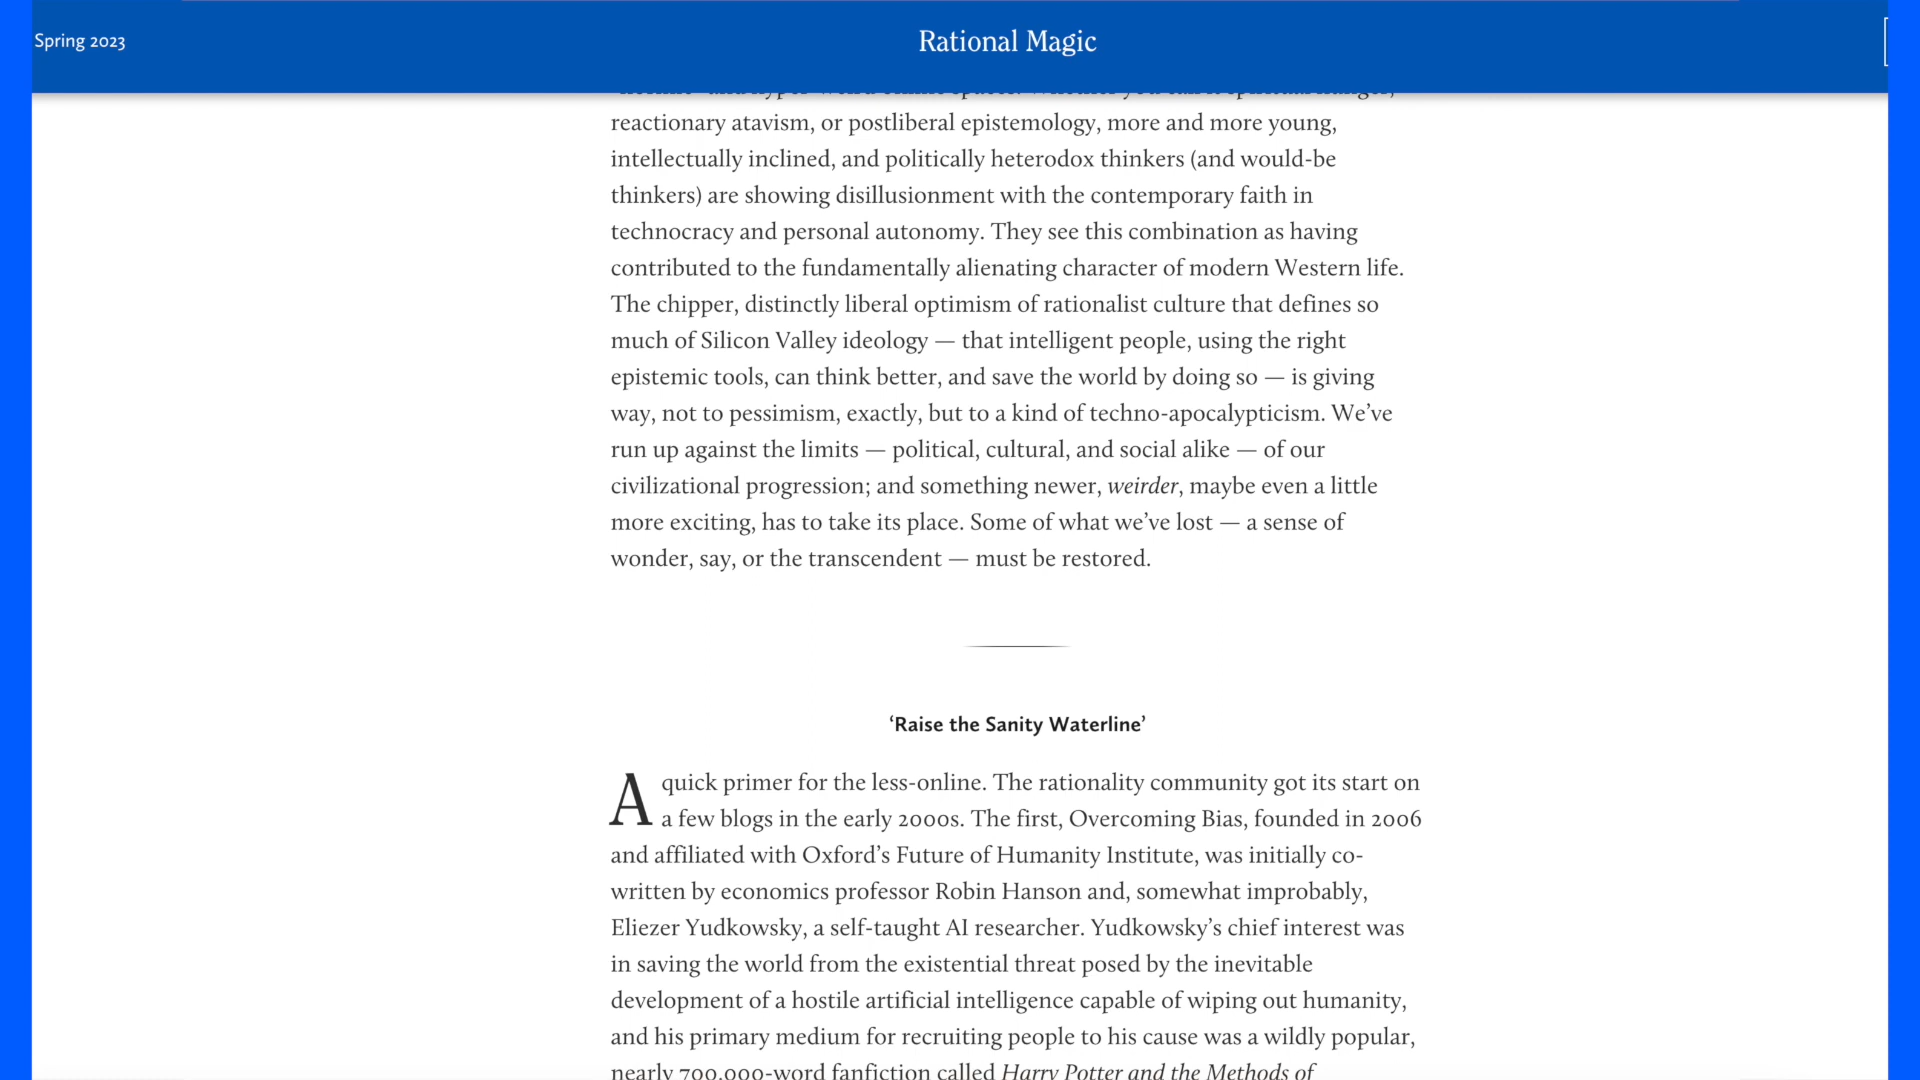 Spring 2023
Rational Magic
reactionary atavism, or postliberal epistemology, more and more young,
intellectually inclined, and politically heterodox thinkers (and would-be
thinkers) are showing disillusionment with the contemporary faith in
technocracy and personal autonomy. They see this combination as having
contributed to the fundamentally alienating character of modern Western life.
The chipper, distinctly liberal optimism of rationalist culture that defines so
much of Silicon Valley ideology — that intelligent people, using the right
epistemic tools, can think better, and save the world by doing so — is giving
way, not to pessimism, exactly, but to a kind of techno-apocalypticism. We’ve
run up against the limits — political, cultural, and social alike — of our
civilizational progression; and something newer, weirder, maybe even a little
more exciting, has to take its place. Some of what we’ve lost — a sense of
wonder, say, or the transcendent — must be restored.
‘Raise the Sanity Waterline’
A quick primer for the less-online. The rationality community got its start on
a few blogs in the early 2000s. The first, Overcoming Bias, founded in 2006
and affiliated with Oxford’s Future of Humanity Institute, was initially co-
written by economics professor Robin Hanson and, somewhat improbably,
Eliezer Yudkowsky, a self-taught AI researcher. Yudkowsky’s chief interest was
in saving the world from the existential threat posed by the inevitable
development of a hostile artificial intelligence capable of wiping out humanity,
and his primary medium for recruiting people to his cause was a wildly popular,
nearly 700,000-word fanfiction called Harry Potter and the Methods of